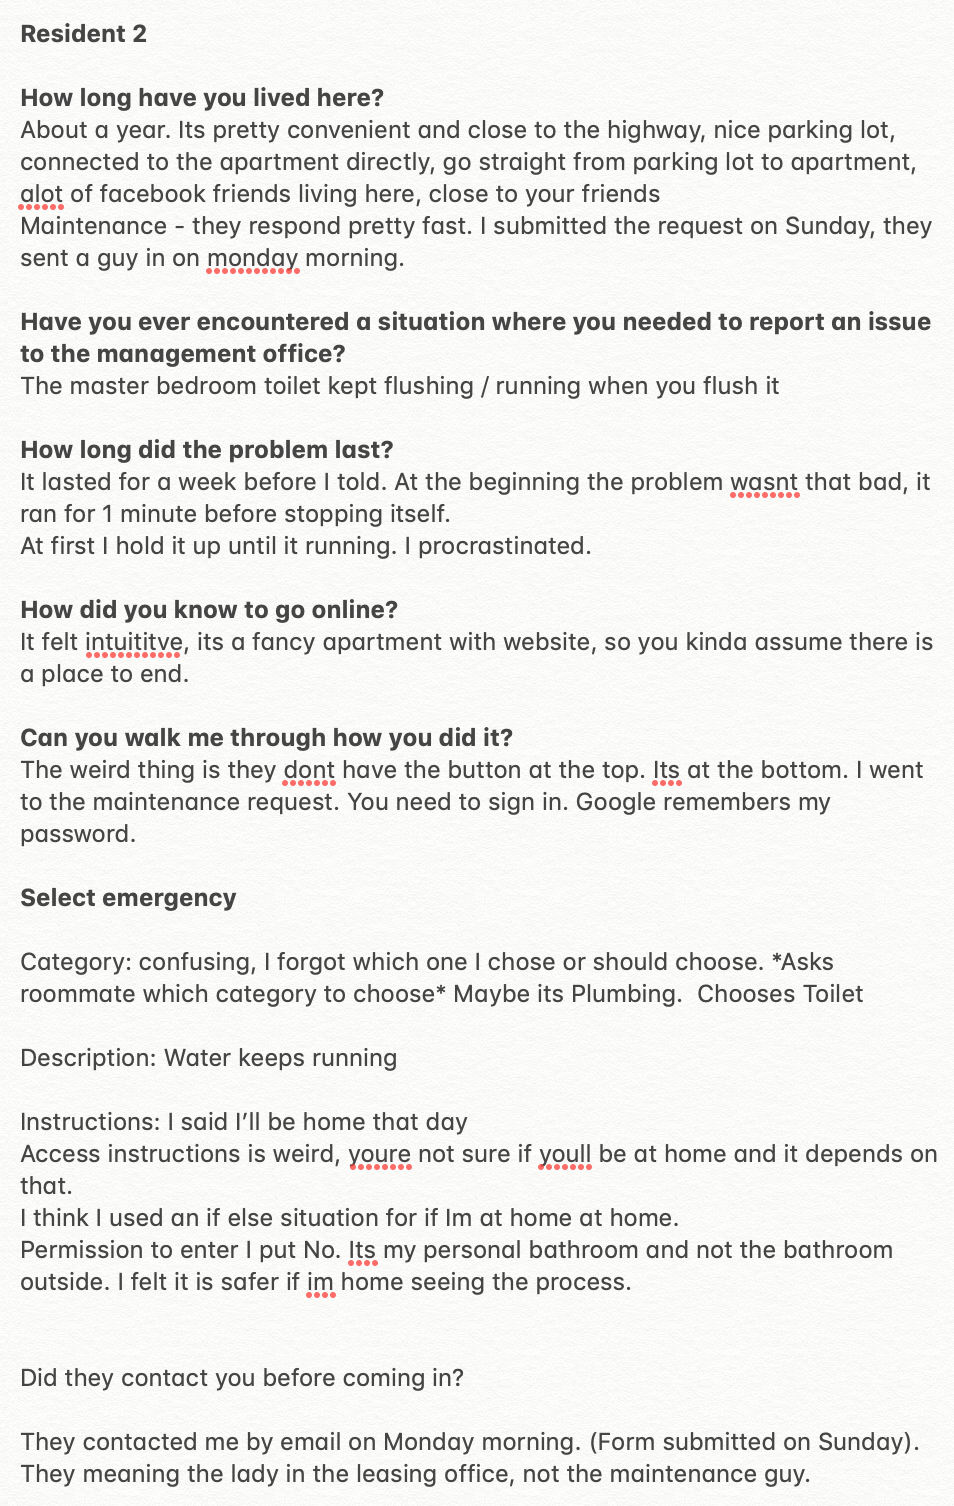 Resident 2
How long have you lived here?
About a year. Its pretty convenient and close to the highway, nice parking lot,
connected to the apartment directly, go straight from parking lot to apartment,
alot of facebook friends living here, close to your friends
Maintenance - they respond pretty fast. I submitted the request on Sunday, they
sent a guy in on monday morning.
Have you ever encountered a situation where you needed to report an issue
to the management office?
The master bedroom toilet kept flushing / running when you flush it
How long did the problem last?
It lasted for a week before I told. At the beginning the problem wasnt that bad, it
ran for 1 minute before stopping itself.
At first I hold it up until it running. I procrastinated.
How did you know to go online?
It felt intuititve, its a fancy apartment with website, so you kinda assume there is
a place to end.
Can you walk me through how you did it?
The weird thing is they dont have the button at the top. Its at the bottom. I went
to the maintenance request. You need to sign in. Google remembers my
password.
Select emergency
Category: confusing, I forgot which one I chose or should choose. *Asks
roommate which category to choose* Maybe its Plumbing.  Chooses Toilet
Description: Water keeps running
Instructions: I said I’ll be home that day
Access instructions is weird, youre not sure if youll be at home and it depends on
that.
I think I used an if else situation for if Im at home at home.
Permission to enter I put No. Its my personal bathroom and not the bathroom
outside. I felt it is safer if im home seeing the process.
Did they contact you before coming in?
They contacted me by email on Monday morning. (Form submitted on Sunday).
They meaning the lady in the leasing office, not the maintenance guy.